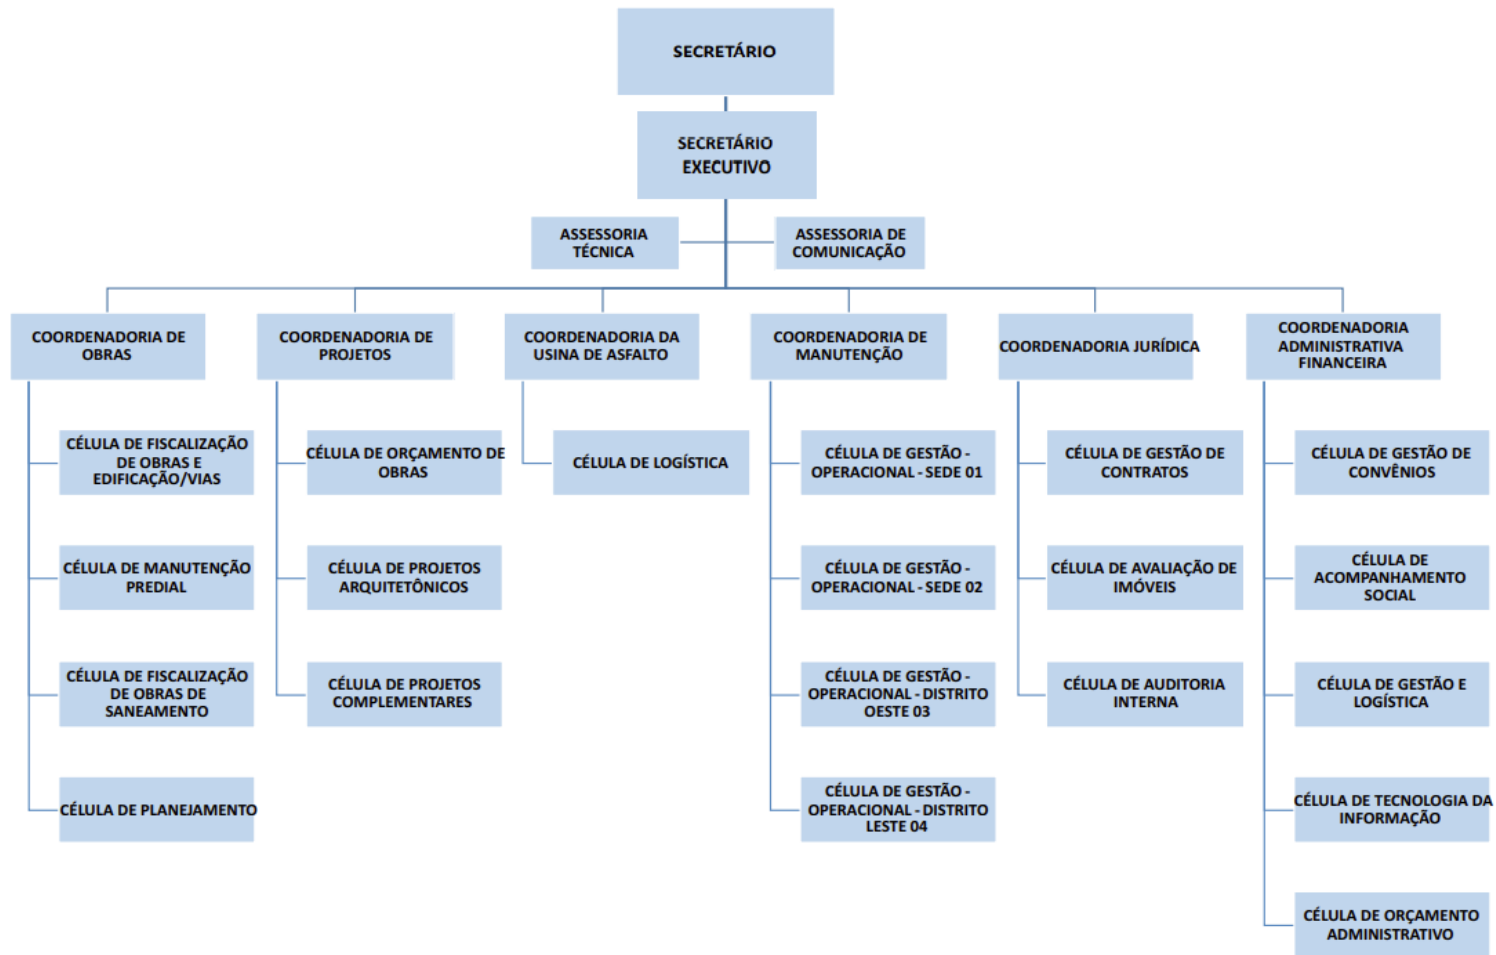 SECRETÁRIO
SECRETÁRIO
EXECUTIVO
ASSESSORIA
TÉCNICA
ASSESSORIA DE
COMUNICAÇÃO
COORDENADORIA DE
OBRAS
COORDENADORIA DE
PROJETOS
COORDENADORIA DA
USINA DE ASFALTO
COORDENADORIA DE
MANUTENÇÃO
COORDENADORIA JURÍDICA
COORDENADORIA
ADMINISTRATIVA
FINANCEIRA
CÉLULA DE FISCALIZAÇÃO
DE OBRAS E
EDIFICAÇÃO/VIAS
CÉLULA DE ORÇAMENTO DE
OBRAS
CÉLULA DE LOGÍSTICA
CÉLULA DE GESTÃO -
OPERACIONAL - SEDE 01
CÉLULA DE GESTÃO DE
CONTRATOS
CÉLULA DE GESTÃO DE
CONVÊNIOS
CÉLULA DE MANUTENÇÃO
PREDIAL
CÉLULA DE PROJETOS
ARQUITETÔNICOS
CÉLULA DE GESTÃO -
OPERACIONAL - SEDE 02
CÉLULA DE AVALIAÇÃO DE
IMÓVEIS
CÉLULA DE
ACOMPANHAMENTO
SOCIAL
CÉLULA DE FISCALIZAÇÃO
DE OBRAS DE
SANEAMENTO
CÉLULA DE PROJETOS
COMPLEMENTARES
CÉLULA DE GESTÃO -
OPERACIONAL - DISTRITO
OESTE 03
CÉLULA DE AUDITORIA
INTERNA
CÉLULA DE GESTÃO E
LOGÍSTICA
CÉLULA DE PLANEJAMENTO
CÉLULA DE GESTÃO -
OPERACIONAL - DISTRITO
LESTE 04
CÉLULA DE TECNOLOGIA DA
INFORMAÇÃO
CÉLULA DE ORÇAMENTO
ADMINISTRATIVO